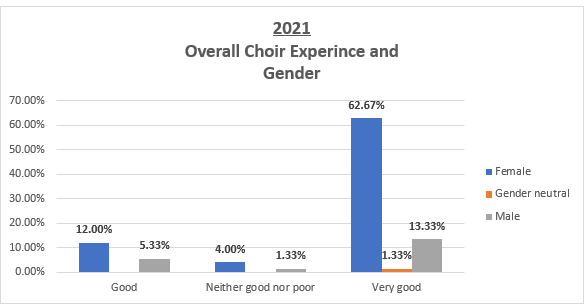 2021
Overall Choir Experince and
Gender
70.00%
60.00%
50.00%
40.00%
30.00%
20.00%
10.00%
0.00%
12.00%
5.33%
4.00%
1.33%
62.67%
1.33%
13.33%
Good
Neither good nor poor
Very good
Female
Gender neutral
Male